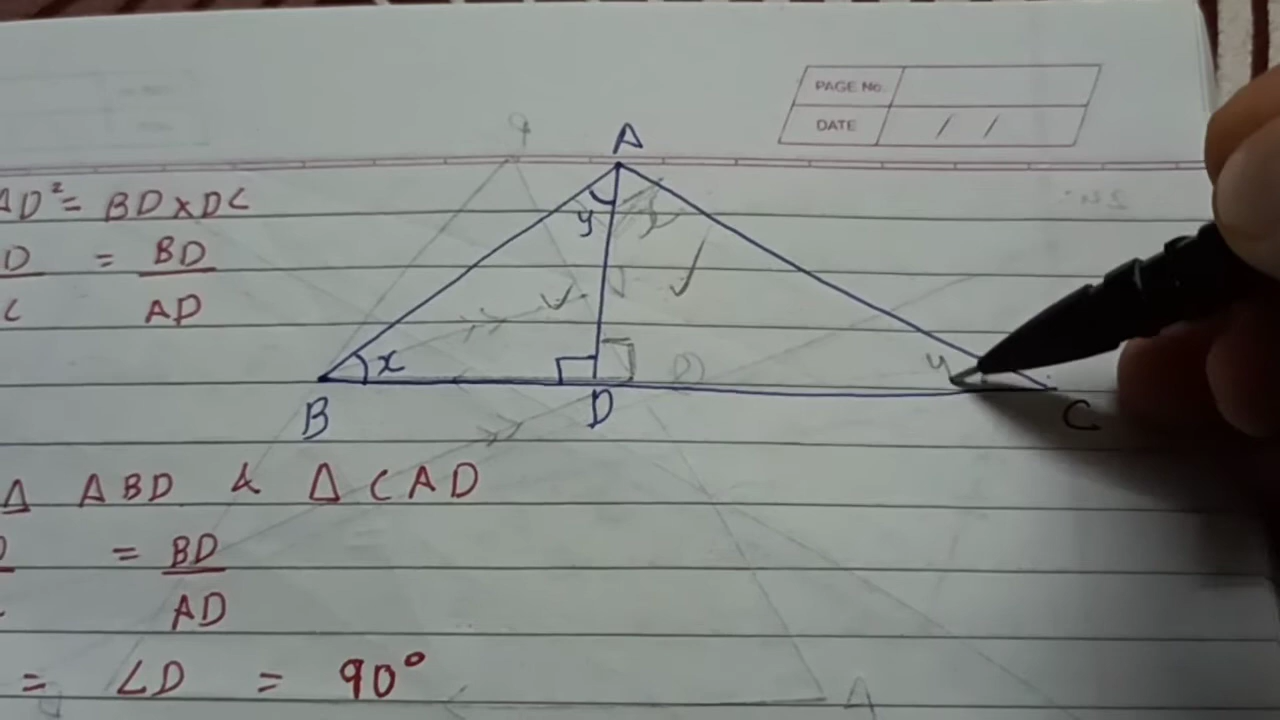 PAGE No.
DATE / /
A
AD² = BD x DC
D = BD
C AD
y
x
y
B
D
C
Δ ABD & Δ CAD
= BD
AD
= ∠D = 90°